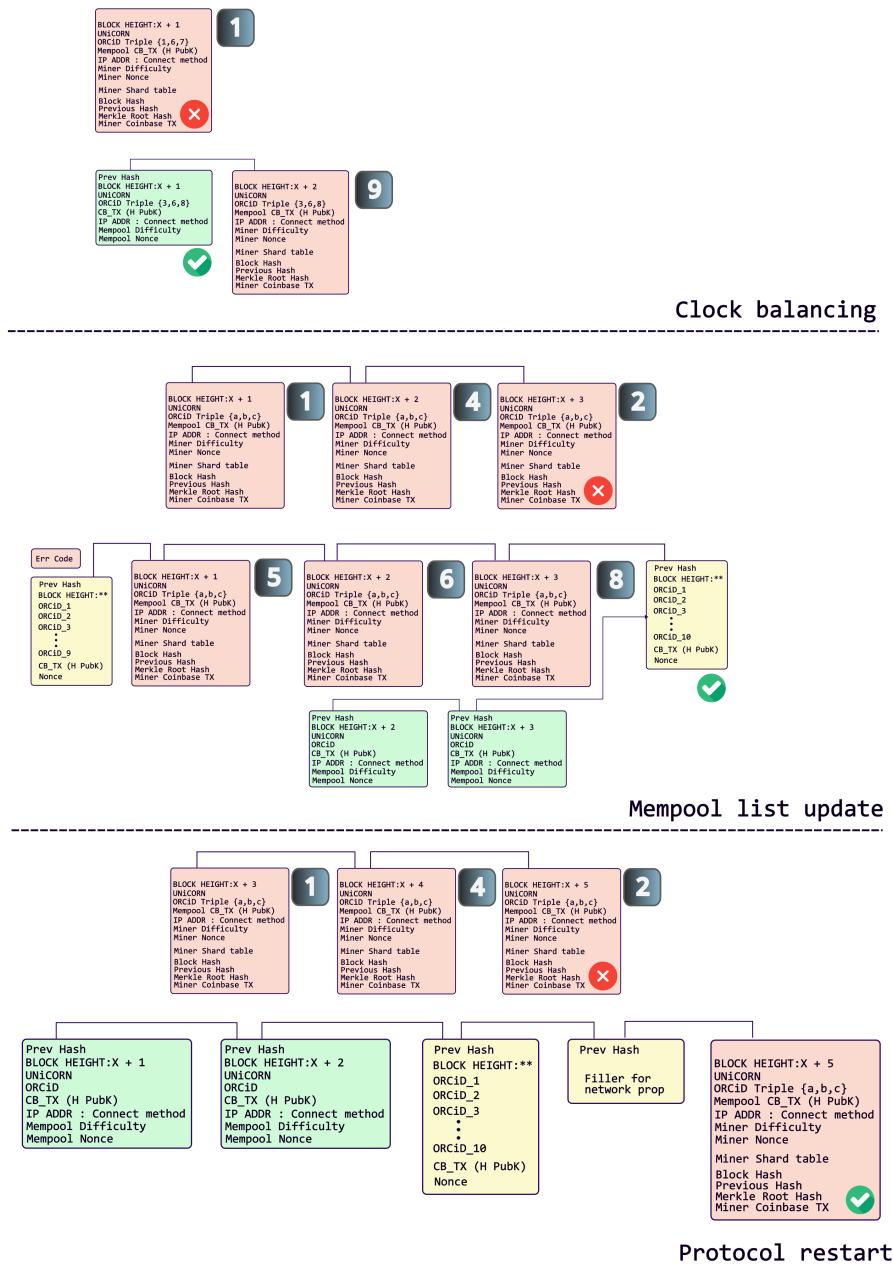 BLOCK HEIGHT:X + 1
UNiCORN
ORCiD Triple {1,6,7}
Mempool CB_TX (H PubK)
IP ADDR : Connect method
Miner Difficulty
Miner Nonce
Miner Shard table
Block Hash
Previous Hash
Merkle Root Hash
Miner Coinbase TX
1
Prev Hash
BLOCK HEIGHT:X + 1
UNiCORN
ORCiD Triple {3,6,8}
CB_TX (H PubK)
IP ADDR : Connect method
Mempool Difficulty
Mempool Nonce
BLOCK HEIGHT:X + 2
UNiCORN
ORCiD Triple {3,6,8}
Mempool CB_TX (H PubK)
IP ADDR : Connect method
Miner Difficulty
Miner Nonce
Miner Shard table
Block Hash
Previous Hash
Merkle Root Hash
Miner Coinbase TX
9
Clock balancing
BLOCK HEIGHT:X + 1
UNiCORN
ORCiD Triple {a,b,c}
Mempool CB_TX (H PubK)
IP ADDR : Connect method
Miner Difficulty
Miner Nonce
Miner Shard table
Block Hash
Previous Hash
Merkle Root Hash
Miner Coinbase TX
1
BLOCK HEIGHT:X + 2
UNiCORN
ORCiD Triple {a,b,c}
Mempool CB_TX (H PubK)
IP ADDR : Connect method
Miner Difficulty
Miner Nonce
Miner Shard table
Block Hash
Previous Hash
Merkle Root Hash
Miner Coinbase TX
4
BLOCK HEIGHT:X + 3
UNiCORN
ORCiD Triple {a,b,c}
Mempool CB_TX (H PubK)
IP ADDR : Connect method
Miner Difficulty
Miner Nonce
Miner Shard table
Block Hash
Previous Hash
Merkle Root Hash
Miner Coinbase TX
2
Err Code
Prev Hash
BLOCK HEIGHT:**
ORCiD_1
ORCiD_2
ORCiD_3
ORCiD_9
CB_TX (H PubK)
Nonce
BLOCK HEIGHT:X + 1
UNiCORN
ORCiD Triple {a,b,c}
Mempool CB_TX (H PubK)
IP ADDR : Connect method
Miner Difficulty
Miner Nonce
Miner Shard table
Block Hash
Previous Hash
Merkle Root Hash
Miner Coinbase TX
5
BLOCK HEIGHT:X + 2
UNiCORN
ORCiD Triple {a,b,c}
Mempool CB_TX (H PubK)
IP ADDR : Connect method
Miner Difficulty
Miner Nonce
Miner Shard table
Block Hash
Previous Hash
Merkle Root Hash
Miner Coinbase TX
6
BLOCK HEIGHT:X + 3
UNiCORN
ORCiD Triple {a,b,c}
Mempool CB_TX (H PubK)
IP ADDR : Connect method
Miner Difficulty
Miner Nonce
Miner Shard table
Block Hash
Previous Hash
Merkle Root Hash
Miner Coinbase TX
8
Prev Hash
BLOCK HEIGHT:**
ORCiD_1
ORCiD_2
ORCiD_3
ORCiD_10
CB_TX (H PubK)
Nonce
Prev Hash
BLOCK HEIGHT:X + 2
UNiCORN
ORCiD
CB_TX (H PubK)
IP ADDR : Connect method
Mempool Difficulty
Mempool Nonce
Prev Hash
BLOCK HEIGHT:X + 3
UNiCORN
ORCiD
CB_TX (H PubK)
IP ADDR : Connect method
Mempool Difficulty
Mempool Nonce
Mempool list update
BLOCK HEIGHT:X + 3
UNiCORN
ORCiD Triple {a,b,c}
Mempool CB_TX (H PubK)
IP ADDR : Connect method
Miner Difficulty
Miner Nonce
Miner Shard table
Block Hash
Previous Hash
Merkle Root Hash
Miner Coinbase TX
1
BLOCK HEIGHT:X + 4
UNiCORN
ORCiD Triple {a,b,c}
Mempool CB_TX (H PubK)
IP ADDR : Connect method
Miner Difficulty
Miner Nonce
Miner Shard table
Block Hash
Previous Hash
Merkle Root Hash
Miner Coinbase TX
4
BLOCK HEIGHT:X + 5
UNiCORN
ORCiD Triple {a,b,c}
Mempool CB_TX (H PubK)
IP ADDR : Connect method
Miner Difficulty
Miner Nonce
Miner Shard table
Block Hash
Previous Hash
Merkle Root Hash
Miner Coinbase TX
2
Prev Hash
BLOCK HEIGHT:X + 1
UNiCORN
ORCiD
CB_TX (H PubK)
IP ADDR : Connect method
Mempool Difficulty
Mempool Nonce
Prev Hash
BLOCK HEIGHT:X + 2
UNiCORN
ORCiD
CB_TX (H PubK)
IP ADDR : Connect method
Mempool Difficulty
Mempool Nonce
Prev Hash
BLOCK HEIGHT:**
ORCiD_1
ORCiD_2
ORCiD_3
ORCiD_10
CB_TX (H PubK)
Nonce
Prev Hash
Filler for
network prop
BLOCK HEIGHT:X + 5
UNiCORN
ORCiD Triple {a,b,c}
Mempool CB_TX (H PubK)
IP ADDR : Connect method
Miner Difficulty
Miner Nonce
Miner Shard table
Block Hash
Previous Hash
Merkle Root Hash
Miner Coinbase TX
Protocol restart